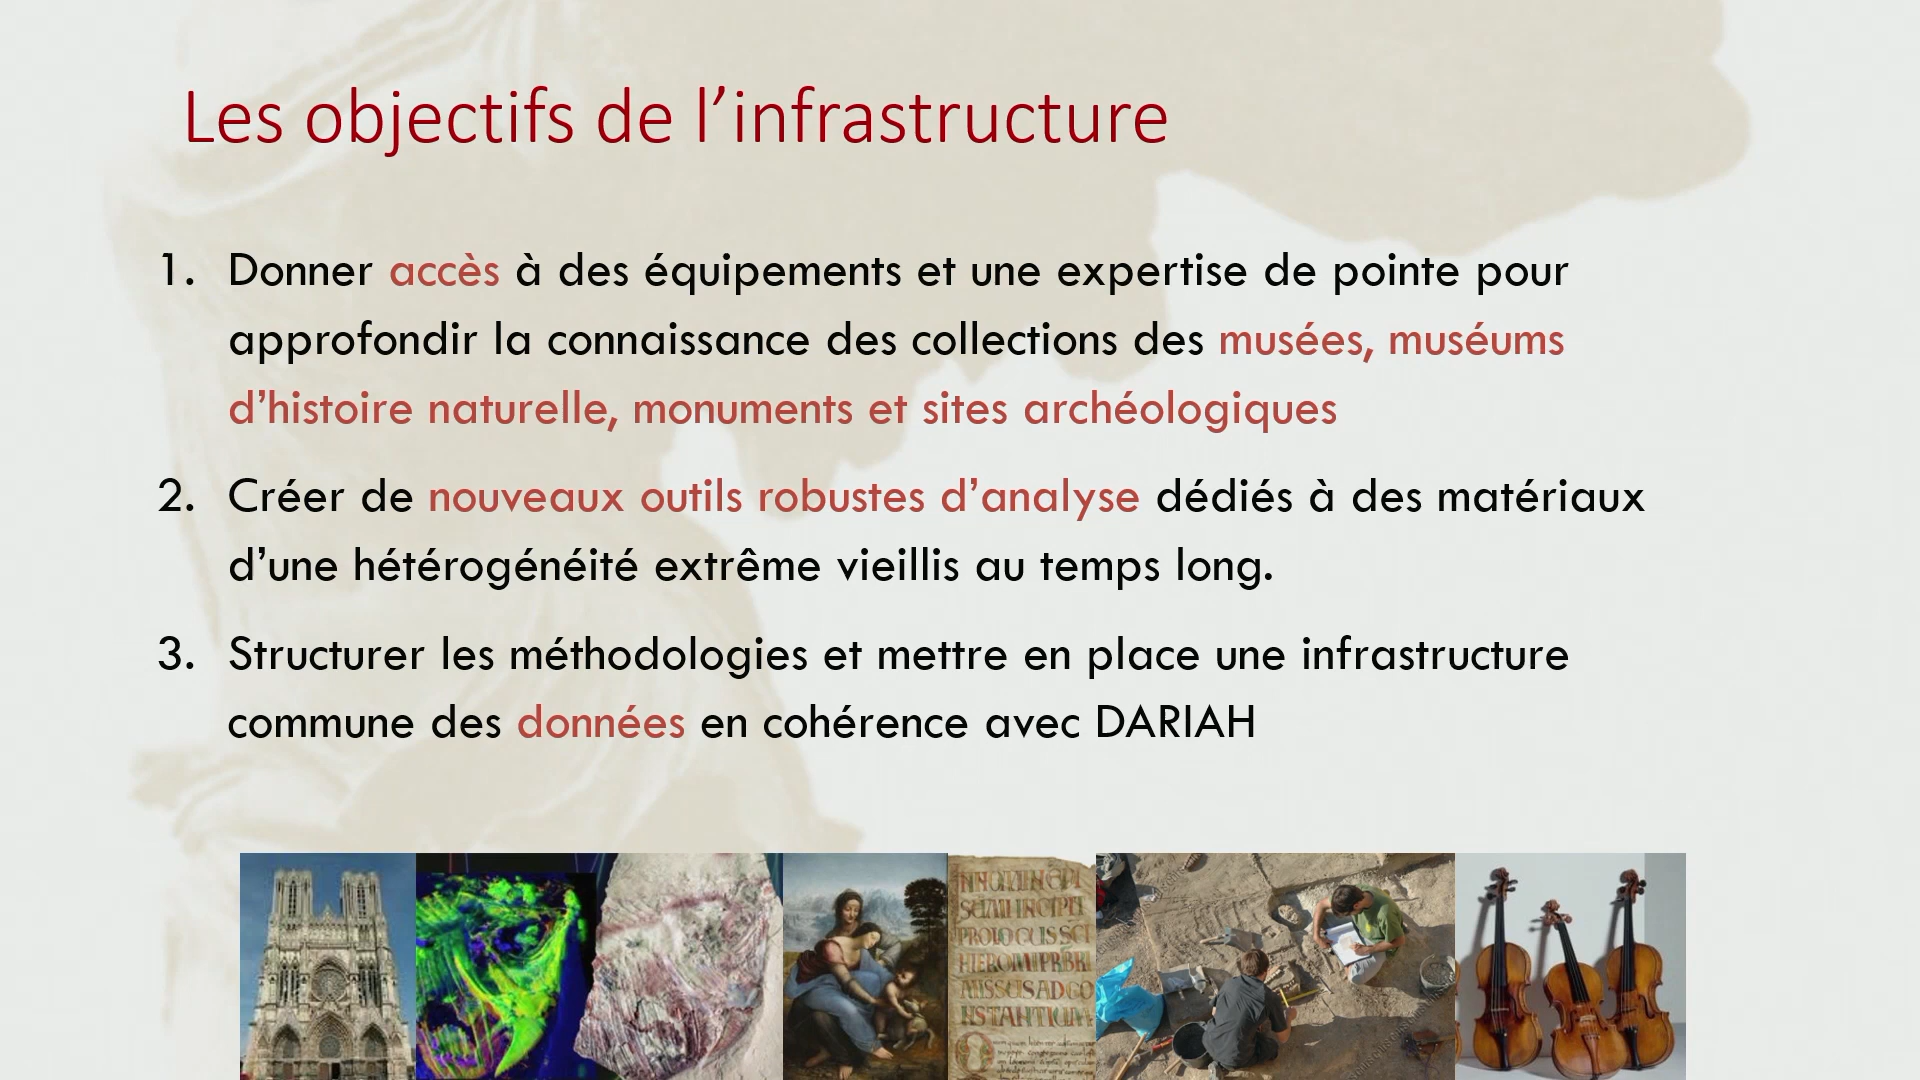 Les objectifs de l’infrastructure
1. Donner accès à des équipements et une expertise de pointe pour
approfondir la connaissance des collections des musées, muséums
d’histoire naturelle, monuments et sites archéologiques
2. Créer de nouveaux outils robustes d’analyse dédiés à des matériaux
d’une hétérogénéité extrême vieillis au temps long.
3. Structurer les méthodologies et mettre en place une infrastructure
commune des données en cohérence avec DARIAH